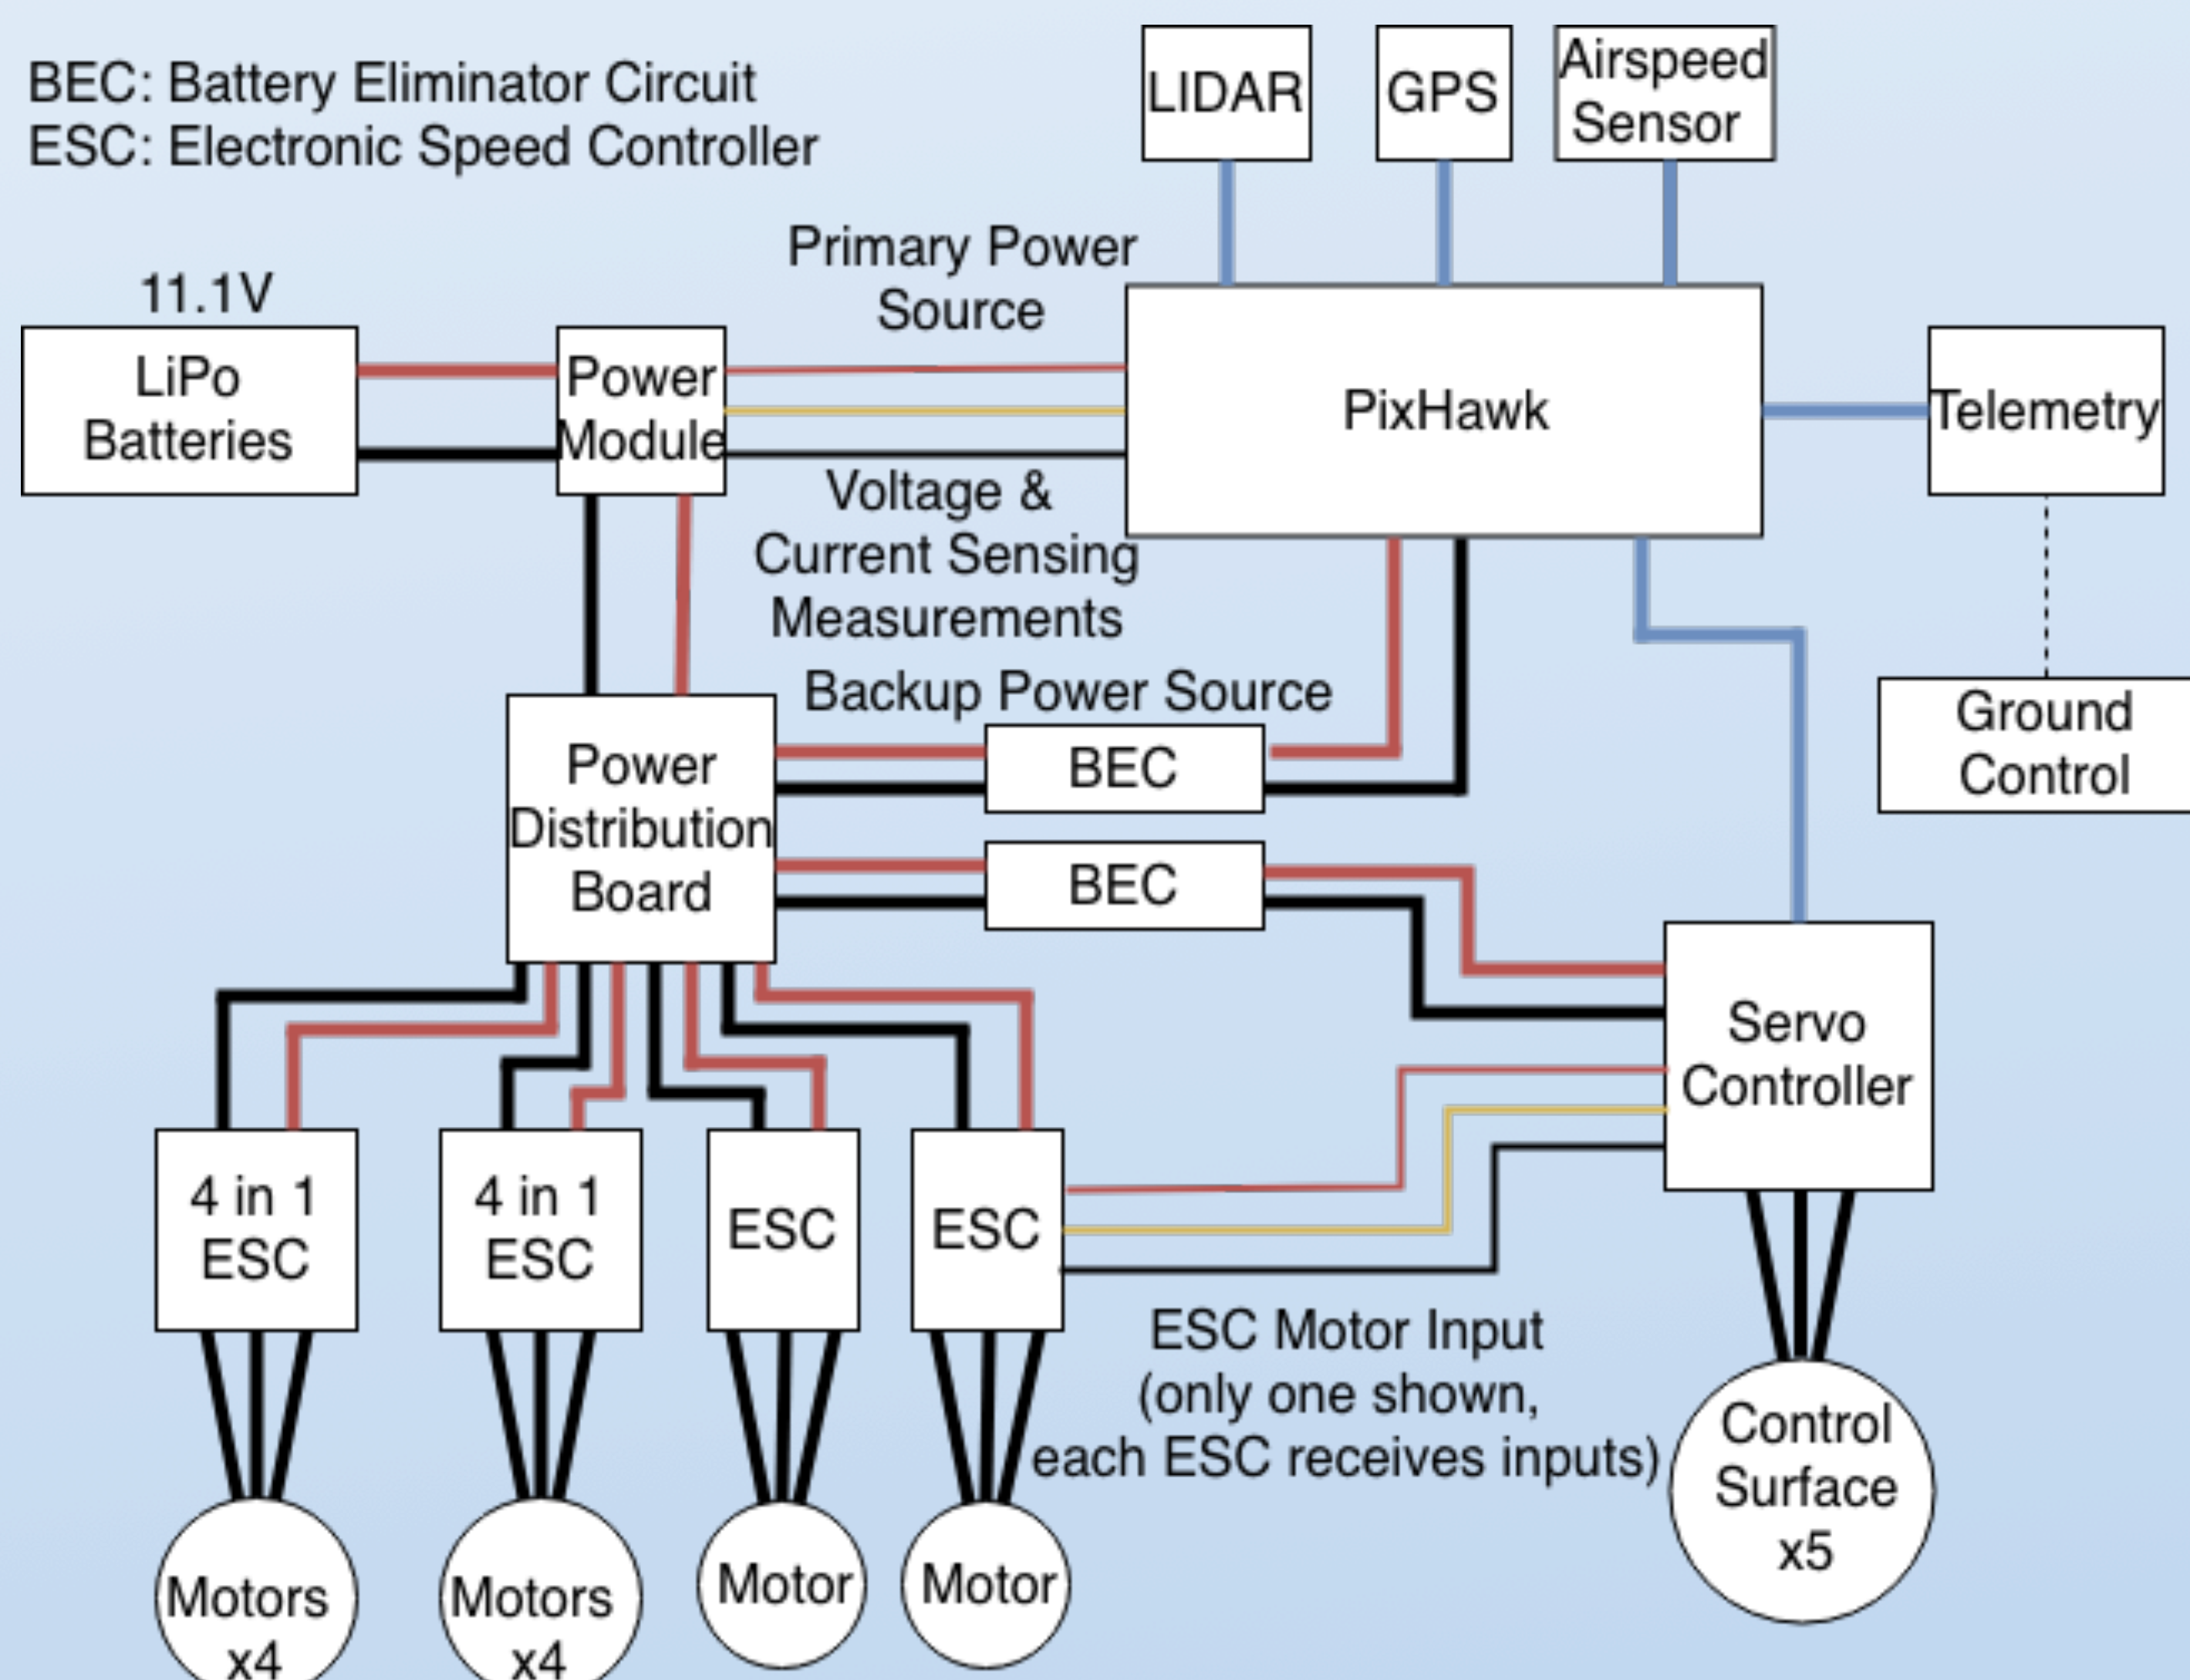 BEC: Battery Eliminator Circuit
ESC: Electronic Speed Controller
LIDAR
GPS
Airspeed
Sensor
Primary Power
Source
11.1V
LiPo
Batteries
Power
Module
PixHawk
Telemetry
Voltage &
Current Sensing
Measurements
Backup Power Source
Ground
Control
Power
Distribution
Board
BEC
BEC
Servo
Controller
4 in 1
ESC
4 in 1
ESC
ESC
ESC
ESC Motor Input
(only one shown,
each ESC receives inputs)
Control
Surface
x5
Motors
x4
Motors
x4
Motor
Motor